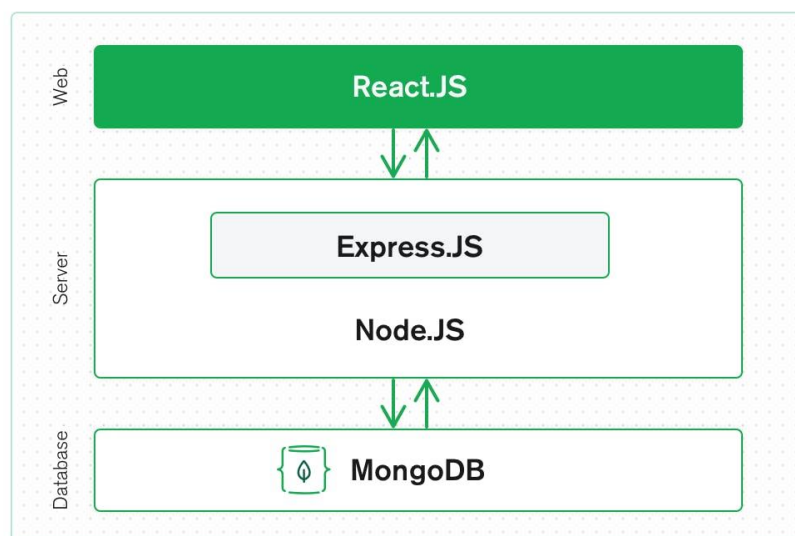 Web
React.JS
Server
Express.JS
Node.JS
Database
MongoDB